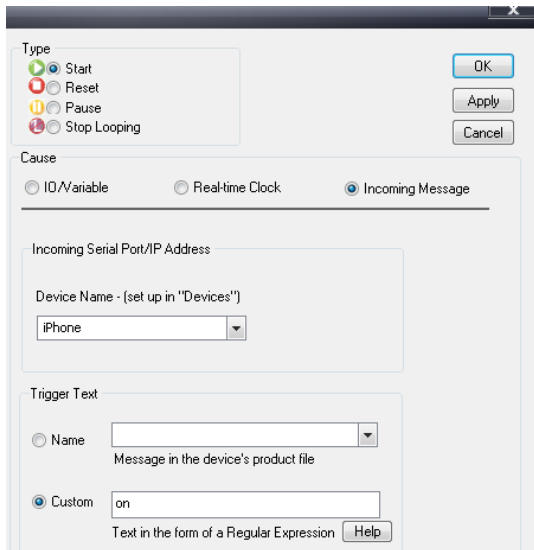 Type
Start
Reset
Pause
Stop Looping
OK
Apply
Cancel
Cause
IO/Variable
Real-time Clock
Incoming Message
Incoming Serial Port/IP Address
Device Name - (set up in "Devices")
iPhone
Trigger Text
Name
Message in the device's product file
Custom
on
Text in the form of a Regular Expression
Help